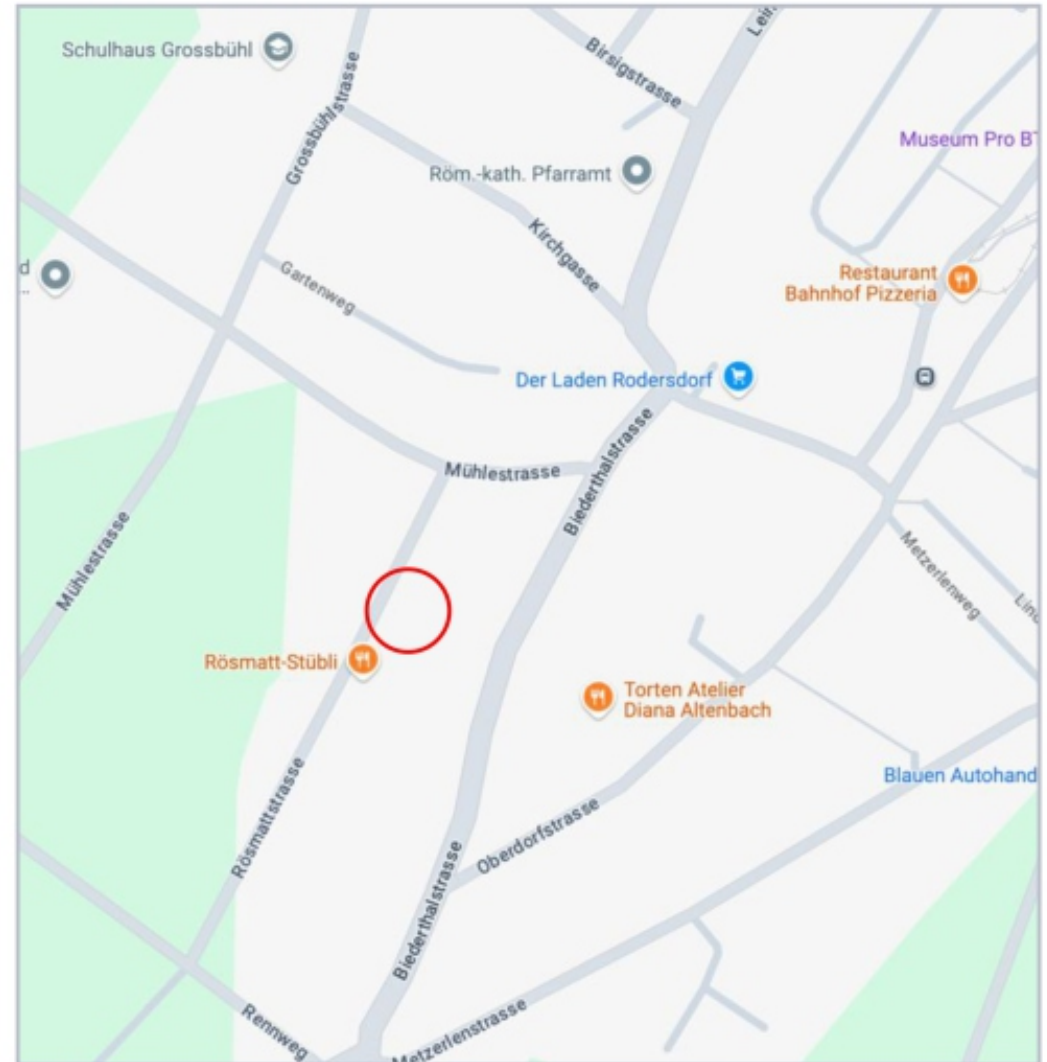 Schulhaus Grossbühl
Grossbühlstrasse
Birsigstrasse
Museum Pro
Röm.-kath. Pfarramt
Kirchgasse
Gartenweg
d
..
Restaurant
Bahnhof Pizzeria
Der Laden Rodersdorf
Biederthalstrasse
Mühlestrasse
Mühlestrasse
Metzerlenweg
Rösmatt-Stübli
Torten Atelier
Diana Altenbach
Blauen Autohand
Rösmattstrasse
Oberdorfstrasse
Biederthalstrasse
Rennweg
Metzerlenstrasse